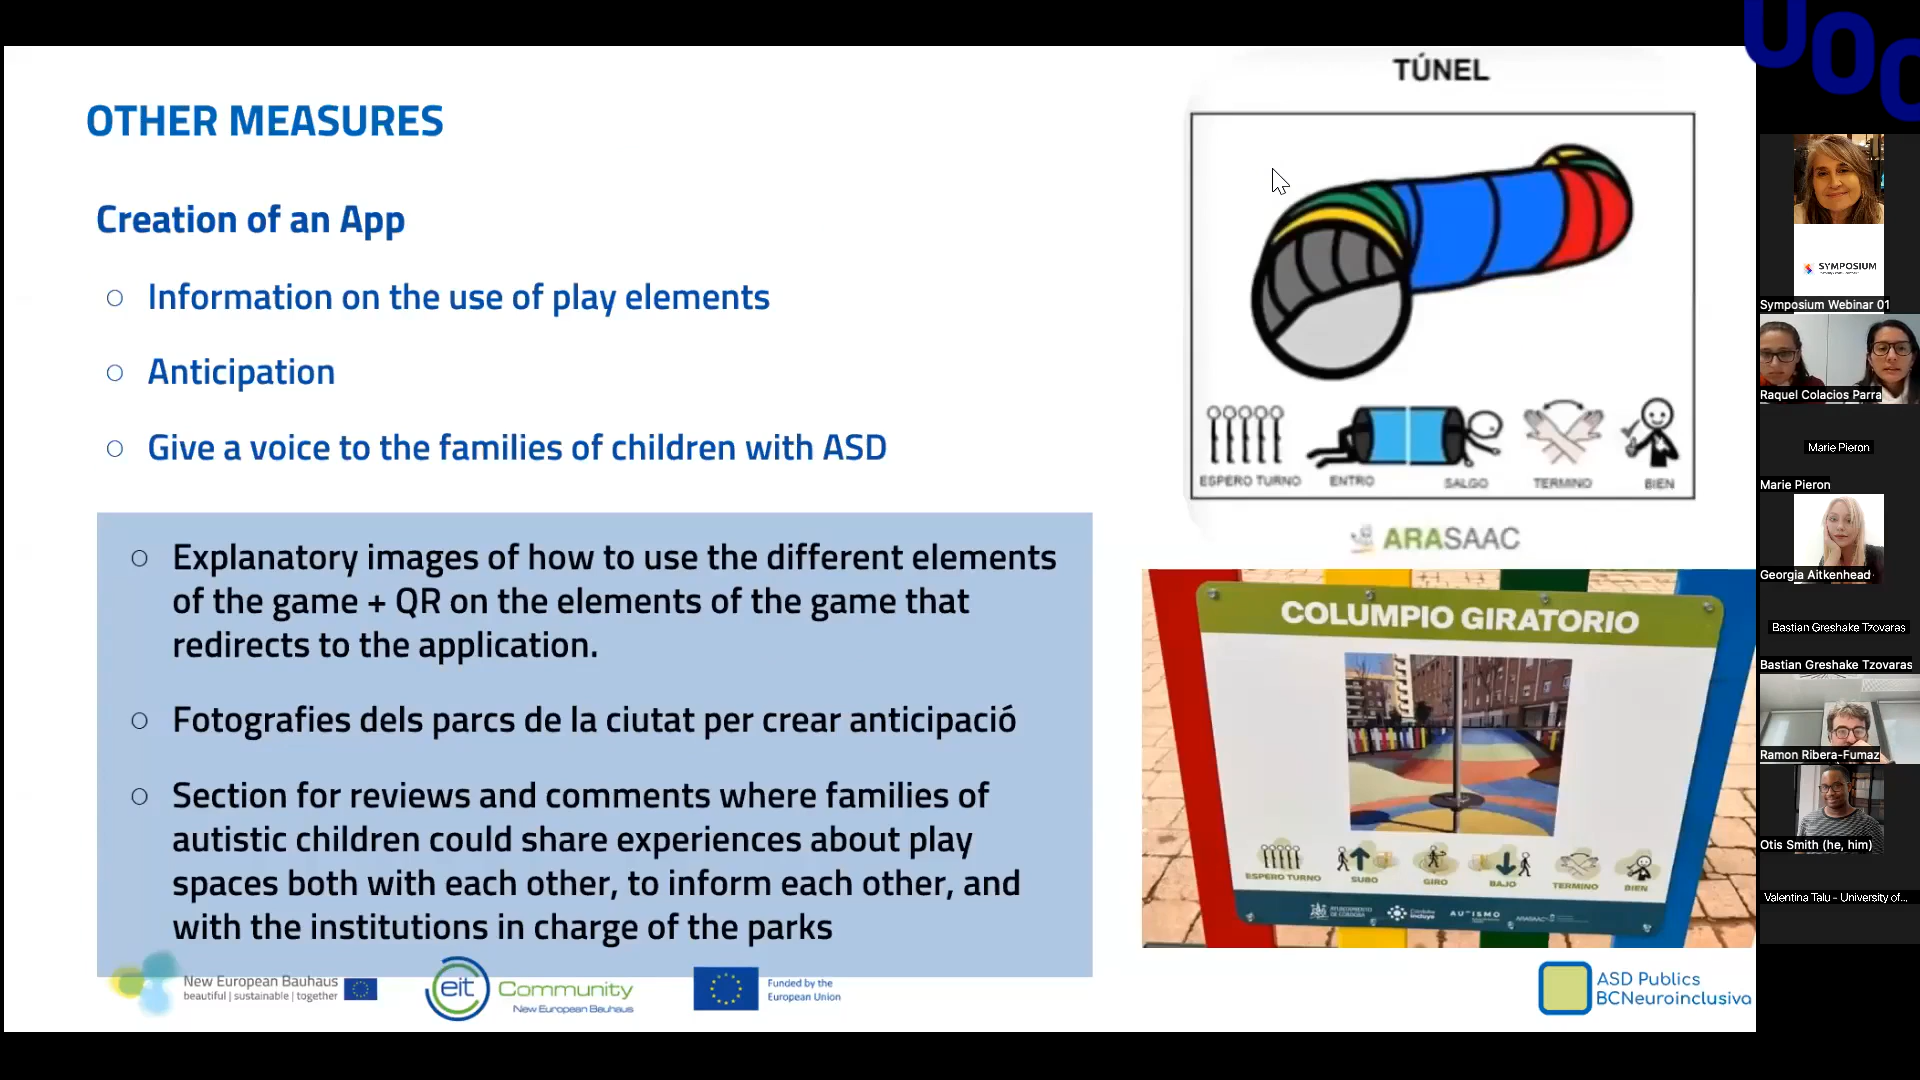 UOC
OTHER MEASURES
Creation of an App
Information on the use of play elements
Anticipation
Give a voice to the families of children with ASD
Explanatory images of how to use the different elements
of the game + QR on the elements of the game that
redirects to the application.
Fotografies dels parcs de la ciutat per crear anticipació
Section for reviews and comments where families of
autistic children could share experiences about play
spaces both with each other, to inform each other, and
with the institutions in charge of the parks
New European Bauhaus
beautiful | sustainable | together
eit Community
New European Bauhaus
Funded by the
European Union
TÚNEL
ESPERO TURNO ENTRO SALGO TERMINO BIEN
ARASAAC
COLUMPIO GIRATORIO
ESPERO TURNO SUBO GIRO BAJO TERMINO BIEN
AYUNTAMIENTO
DE CÓRDOBA
AUTISMO
ARASAAC
ASD Publics
BCNeuroinclusiva
SYMPOSIUM
Symposium Webinar 01
Raquel Colacios Parra
Marie Pieron
Marie Pieron
Georgia Aitkenhead
Bastian Greshake Tzovaras
Bastian Greshake Tzovaras
Ramon Ribera-Fumaz
Otis Smith (he, him)
Valentina Talu - University of...